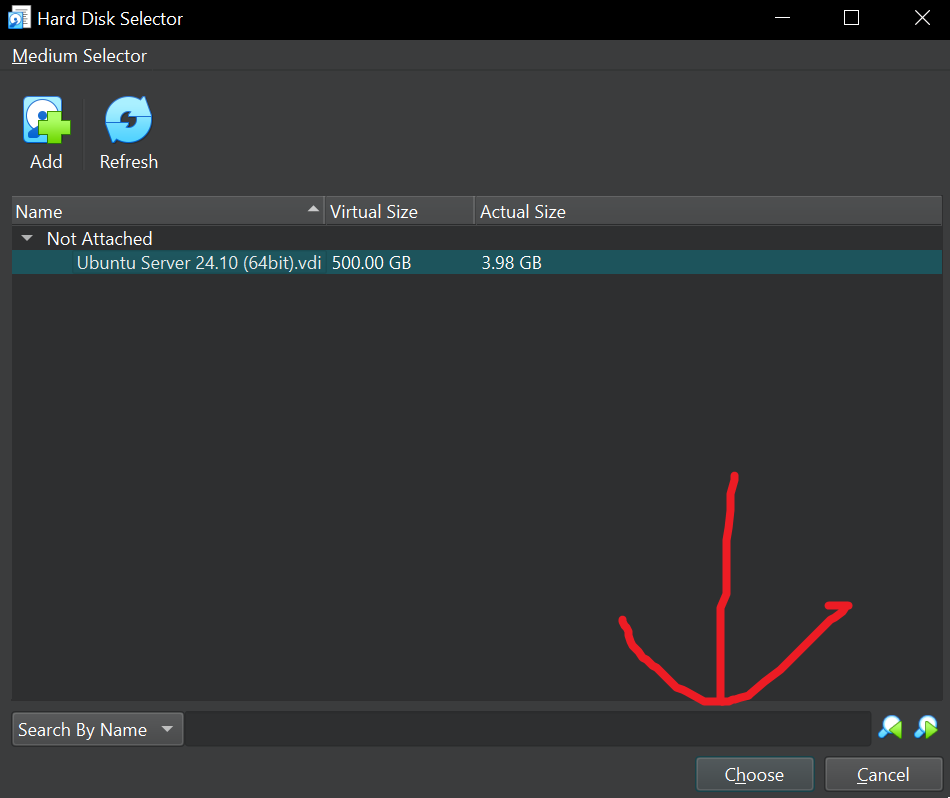 Hard Disk Selector
Medium Selector
Add Refresh
Name Virtual Size Actual Size
Not Attached
Ubuntu Server 24.10 (64bit).vdi 500.00 GB 3.98 GB
Search By Name
Choose Cancel